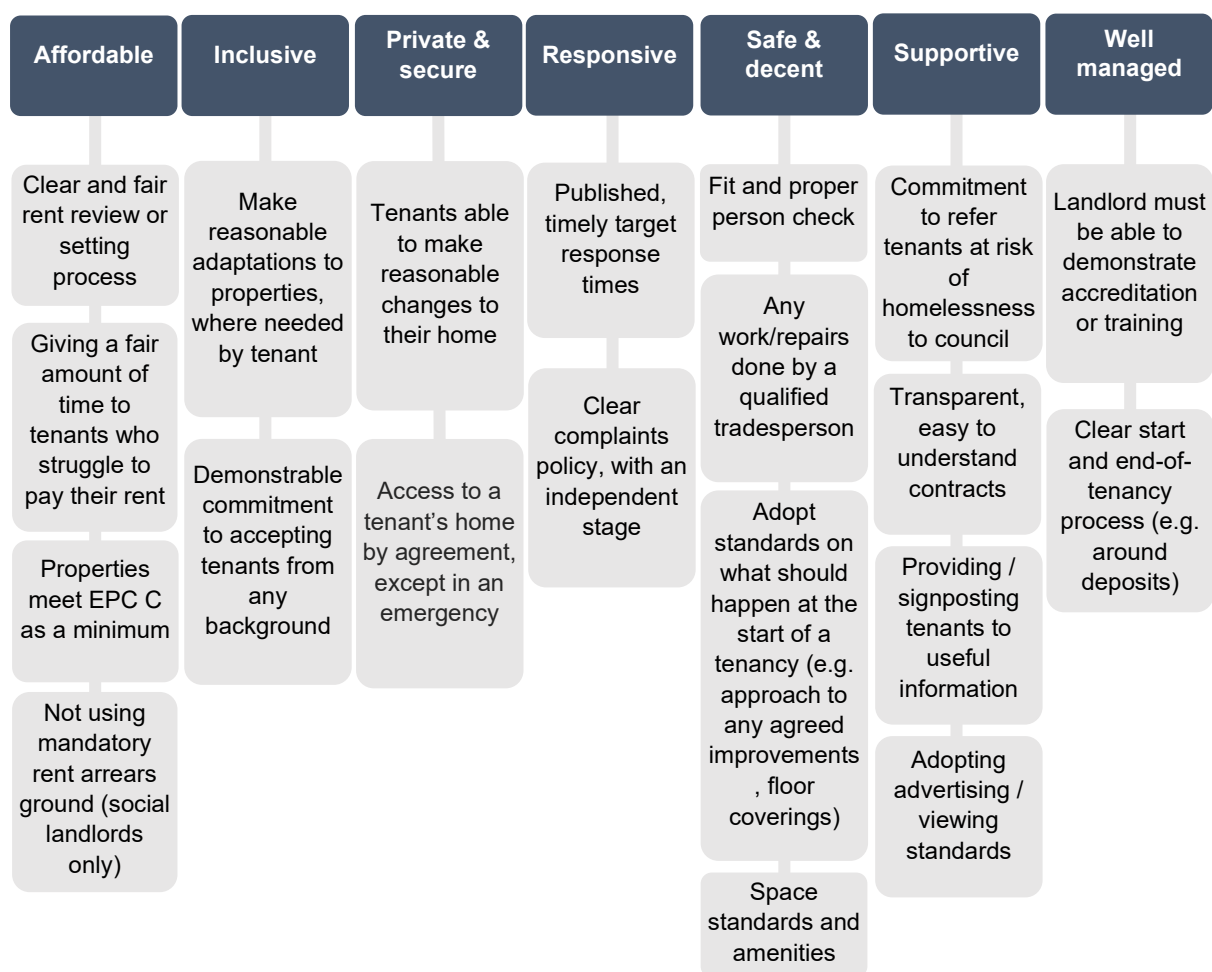 Affordable
Clear and fair
rent review or
setting
process
Giving a fair
amount of
time to
tenants who
struggle to
pay their rent
Properties
meet EPC C
as a minimum
Not using
mandatory
rent arrears
ground (social
landlords
only)
Inclusive
Make
reasonable
adaptations to
properties,
where needed
by tenant
Demonstrable
commitment
to accepting
tenants from
any
background
Private &
secure
Tenants able
to make
reasonable
changes to
their home
Access to a
tenant's home
by agreement,
except in an
emergency
Responsive
Published,
timely target
response
times
Clear
complaints
policy, with an
independent
stage
Safe &
decent
Fit and proper
person check
Any
work/repairs
done by a
qualified
tradesperson
Adopt
standards on
what should
happen at the
start of a
tenancy (e.g.
approach to
any agreed
improvements
, floor
coverings)
Space
standards and
amenities
Supportive
Commitment
to refer
tenants at risk
of
homelessness
to council
Transparent,
easy to
understand
contracts
Providing /
signposting
tenants to
useful
information
Adopting
advertising /
viewing
standards
Well
managed
Landlord must
be able to
demonstrate
accreditation
or training
Clear start
and end-of-
tenancy
process (e.g.
around
deposits)